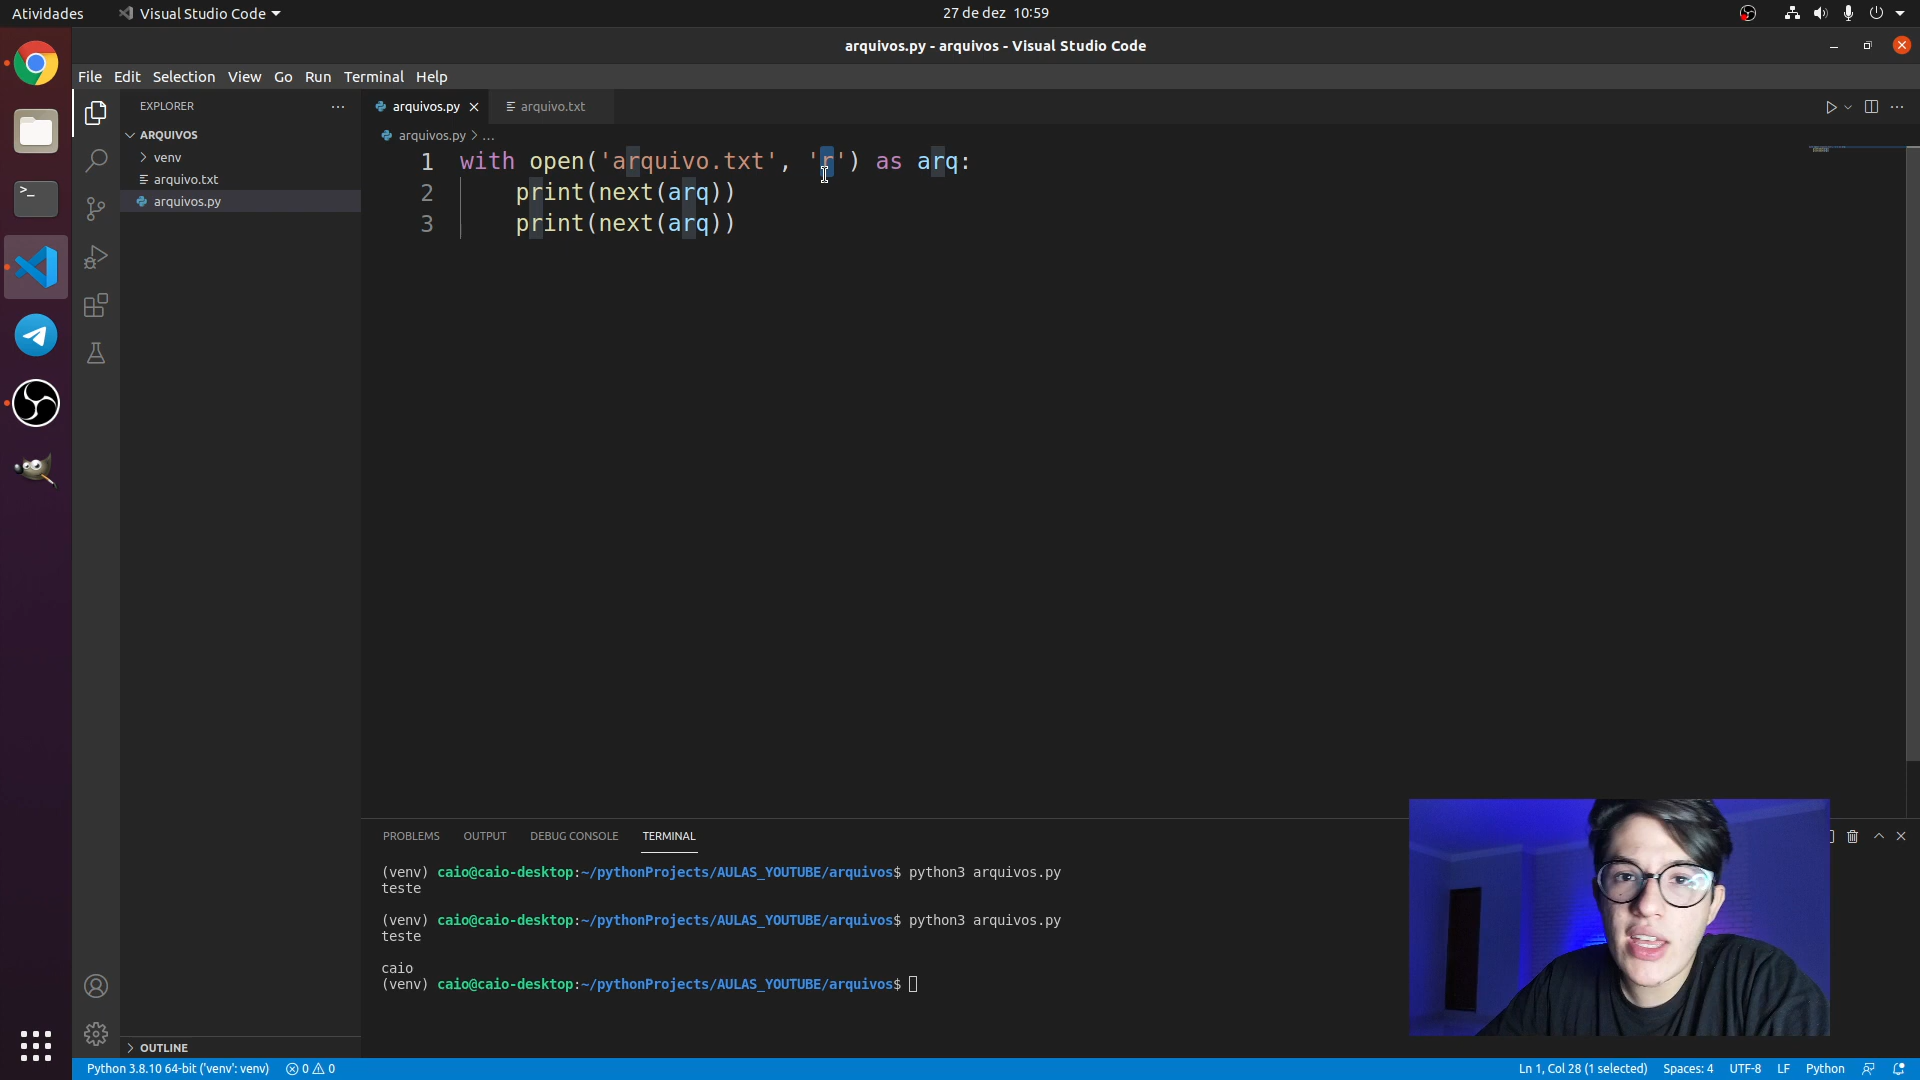 Atividades
Visual Studio Code
27 de dez 10:59
arquivos.py - arquivos - Visual Studio Code
File Edit Selection View Go Run Terminal Help
EXPLORER
ARQUIVOS
venv
arquivo.txt
arquivos.py
OUTLINE
arquivos.py
arquivo.txt
arquivos.py > ...
1 with open('arquivo.txt', 'r') as arq:
2 print(next(arq))
3 print(next(arq))
PROBLEMS OUTPUT DEBUG CONSOLE TERMINAL
(venv) caio@caio-desktop:~/pythonProjects/AULAS_YOUTUBE/arquivos$ python3 arquivos.py
teste
(venv) caio@caio-desktop:~/pythonProjects/AULAS_YOUTUBE/arquivos$ python3 arquivos.py
teste
caio
(venv) caio@caio-desktop:~/pythonProjects/AULAS_YOUTUBE/arquivos$
Python 3.8.10 64-bit ('venv': venv) 0 0 Ln 1, Col 28 (1 selected) Spaces: 4 UTF-8 LF Python